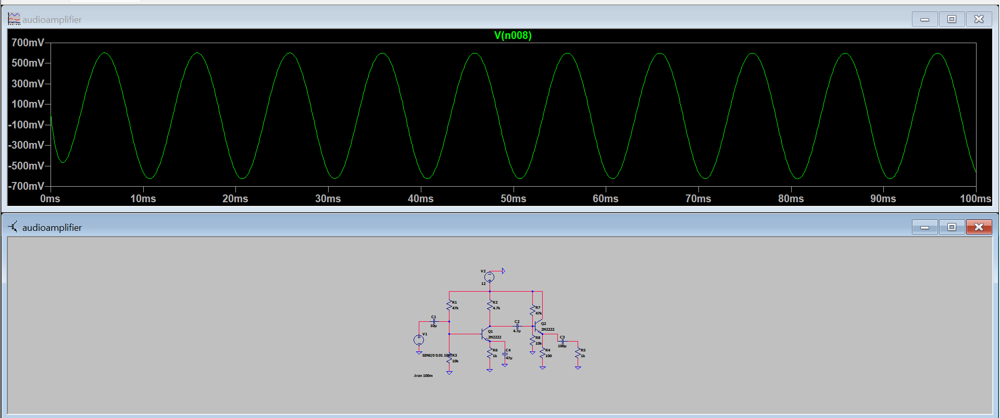 audioamplifier
V(n008)
700mV
500mV
300mV
100mV
-100mV
-300mV
-500mV
-700mV
0ms 10ms 20ms 30ms 40ms 50ms 60ms 70ms 80ms 90ms 100ms
audioamplifier
V2
12
R1
47k
R2
4.7k
R7
47k
C1
10µ
C2
4.7µ
Q2
2N2222
V1
Q1
2N2222
R8
10k
C3
100µ
SINE(0 0.01 100)
R3
10k
R6
1k
C4
47µ
R4
100
R5
1k
.tran 100m